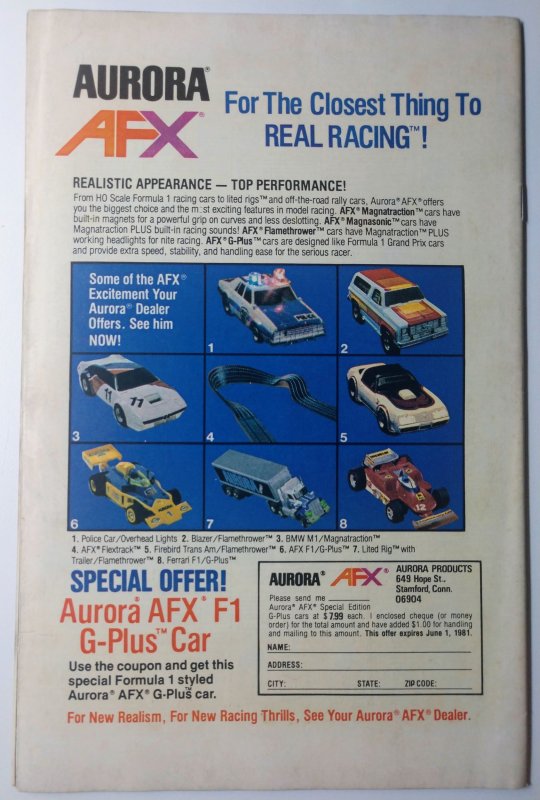 AURORA®
AFX®
For The Closest Thing To
REAL RACING™!
REALISTIC APPEARANCE — TOP PERFORMANCE!
From HO Scale Formula 1 racing cars to lited rigs™ and off-the-road rally cars, Aurora® AFX® offers
you the biggest choice and the m st exciting features in model racing. AFX® Magnatraction™ cars have
built-in magnets for a powerful grip on curves and less deslotting. AFX® Magnasonic™ cars have
Magnatraction PLUS built-in racing sounds! AFX® Flamethrower™ cars have Magnatraction™ PLUS
working headlights for nite racing. AFX® G-Plus™ cars are designed like Formula 1 Grand Prix cars
and provide extra speed, stability, and handling ease for the serious racer.
Some of the AFX®
Excitement Your
Aurora® Dealer
Offers. See him
NOW!
1
2
11
11
3
4
5
6
AURORA
7
12
8
1. Police Car/Overhead Lights 2. Blazer/Flamethrower™ 3. BMW M1/Magnatraction™
4. AFX® Flextrack™ 5. Firebird Trans Am/Flamethrower™ 6. AFX F1/G-Plus™ 7. Lited Rig™ with
Trailer/Flamethrower™ 8. Ferrari F1/G-Plus™
SPECIAL OFFER!
Aurora® AFX® F1
G-Plus™ Car
Use the coupon and get this
special Formula 1 styled
Aurora® AFX® G-Plus™ car.
AURORA® AFX®
AURORA PRODUCTS
649 Hope St.,
Stamford, Conn.
06904
Please send me
Aurora® AFX® Special Edition
G-Plus cars at $7.99 each. I enclosed cheque (or money
order) for the total amount and have added $1.00 for handling
and mailing to this amount. This offer expires June 1, 1981.
NAME:
ADDRESS:
CITY: STATE: ZIP CODE:
For New Realism, For New Racing Thrills, See Your Aurora® AFX® Dealer.